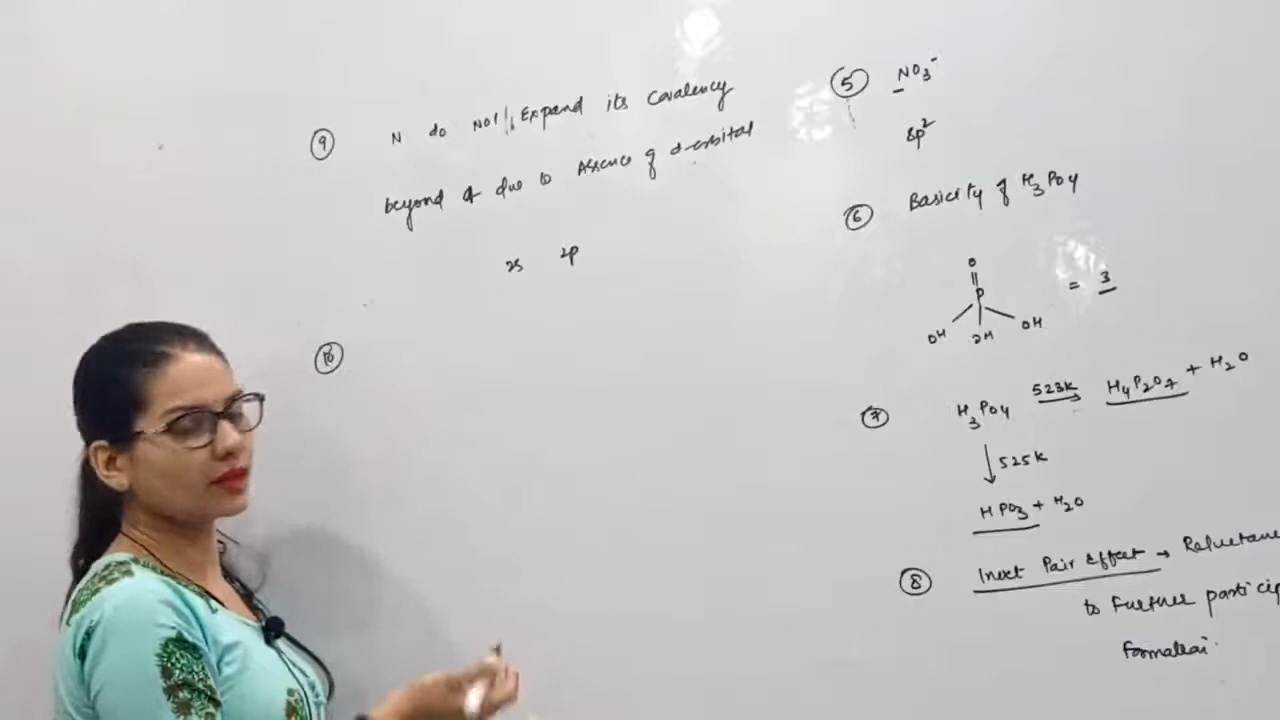 ⑨ N do NOt Expand its Covalency
beyond 4 due to Absence of d-orbital
2s 2p
⑩
⑤ NO3-
sp2
⑥ Basicity of H3PO4
O
||
P
OH OH OH
= 3
⑦ H3PO4 523K → H4P2O7 + H2O
↓ 525K
HPO3 + H2O
⑧ Inert Pair effect → Reluctance
to Further particip
Formation.